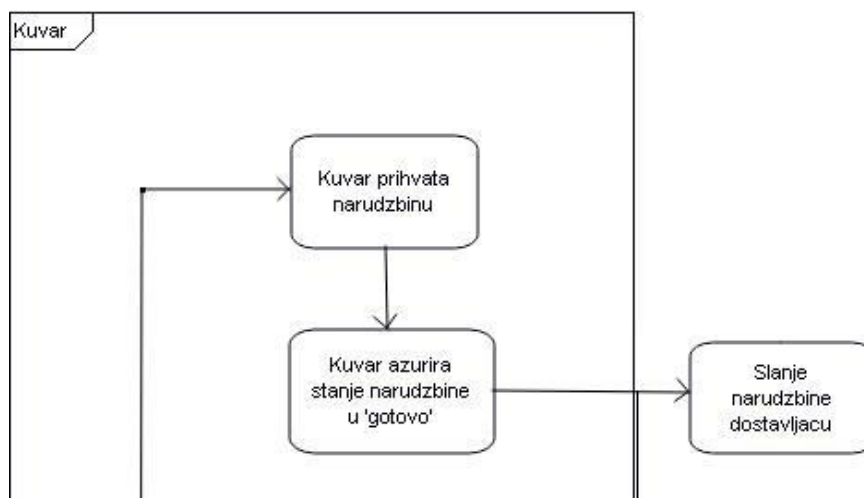 Kuvar
Kuvar prihvata
narudzbinu
Kuvar azurira
stanje narudzbine
u 'gotovo'
Slanje
narudzbine
dostavljacu